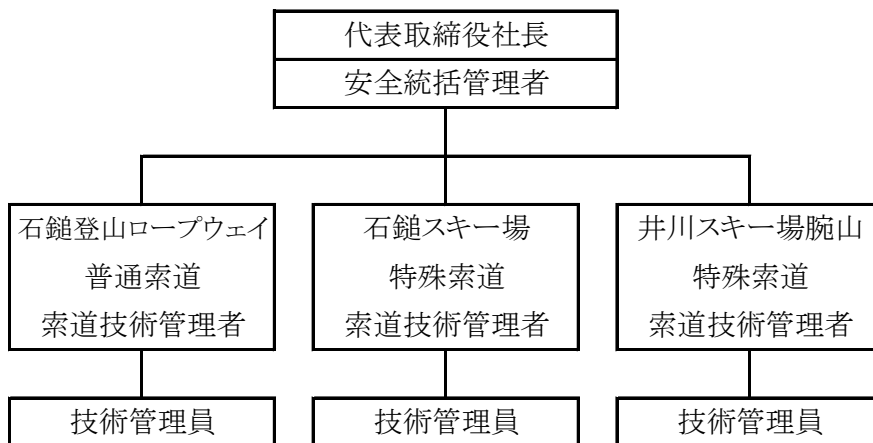 代表取締役社長
安全統括管理者
石鎚登山ロープウェイ
普通索道
索道技術管理者
石鎚スキー場
特殊索道
索道技術管理者
井川スキー場腕山
特殊索道
索道技術管理者
技術管理員
技術管理員
技術管理員